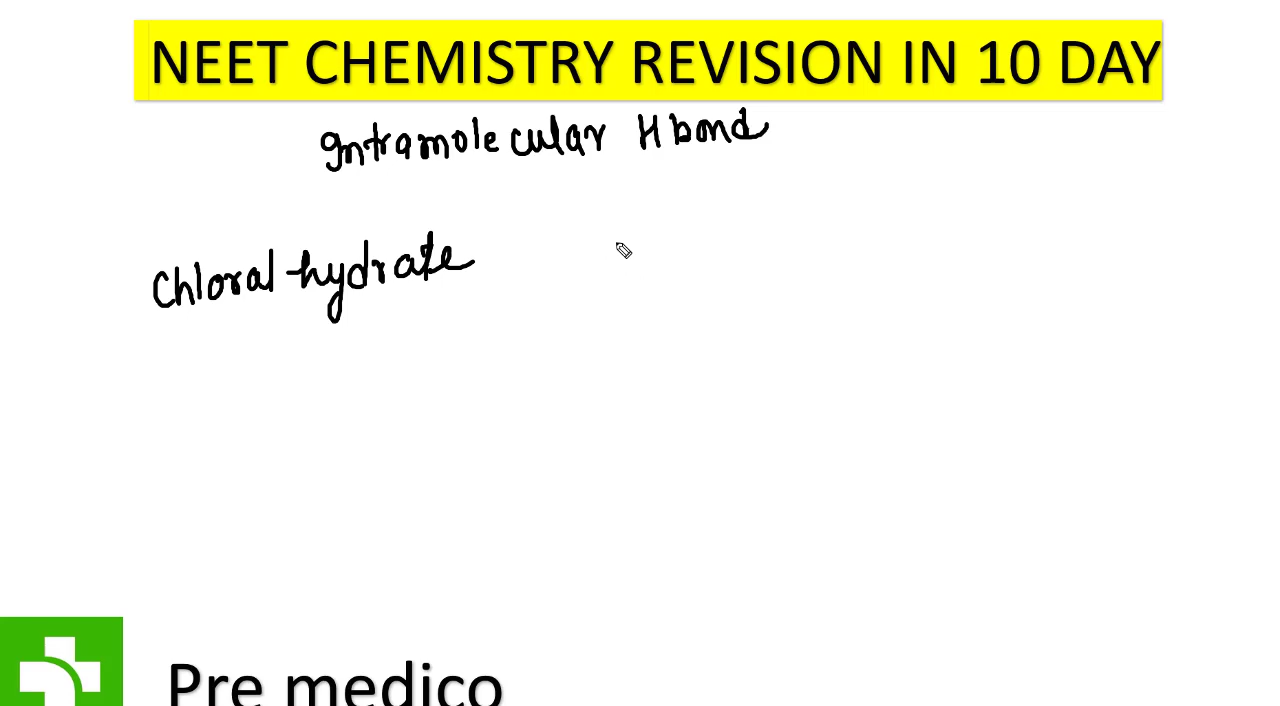 NEET CHEMISTRY REVISION IN 10 DAY
Intramolecular H bond
Chloral-hydrate
Pre medico